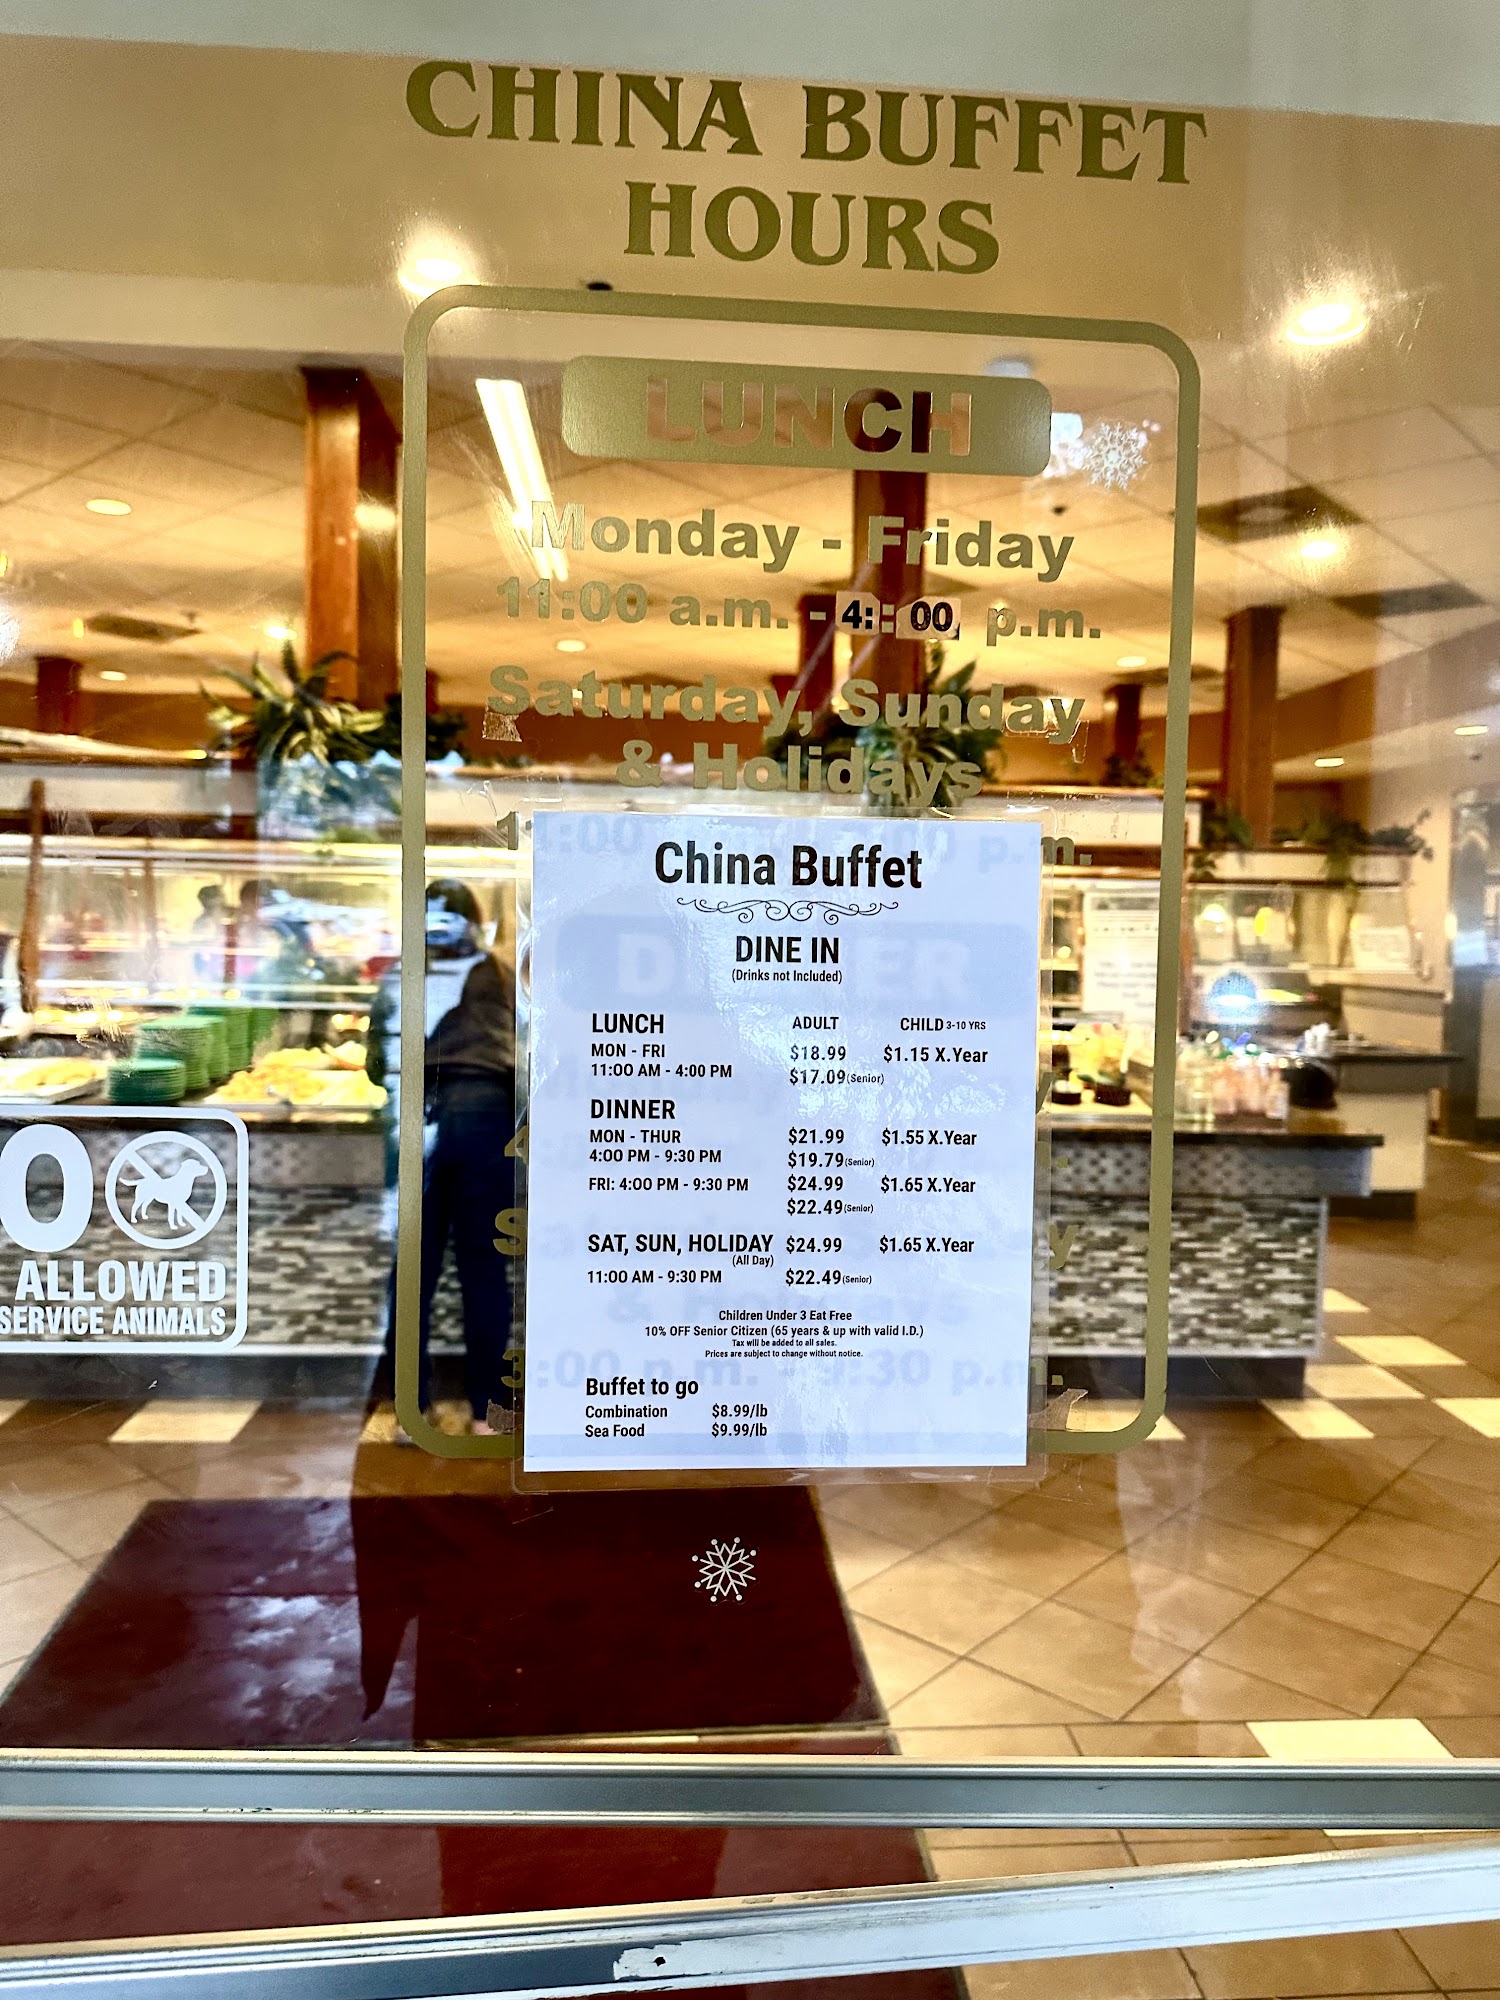 CHINA BUFFET
HOURS
LUNCH
Monday - Friday
11:00 a.m. - 4:00 p.m.
Saturday, Sunday
& Holidays
China Buffet
DINE IN
(Drinks not Included)
LUNCH ADULT CHILD 3-10 YRS
MON - FRI $18.99 $1.15 X.Year
11:00 AM - 4:00 PM $17.09 (Senior)
DINNER
MON - THUR $21.99 $1.55 X.Year
4:00 PM - 9:30 PM $19.79 (Senior)
FRI: 4:00 PM - 9:30 PM $24.99 $1.65 X.Year
$22.49 (Senior)
SAT, SUN, HOLIDAY $24.99 $1.65 X.Year
(All Day)
11:00 AM - 9:30 PM $22.49 (Senior)
Children Under 3 Eat Free
10% OFF Senior Citizen (65 years & up with valid I.D.)
Tax will be added to all sales.
Prices are subject to change without notice.
Buffet to go
Combination $8.99/lb
Sea Food $9.99/lb
O
ALLOWED
SERVICE ANIMALS